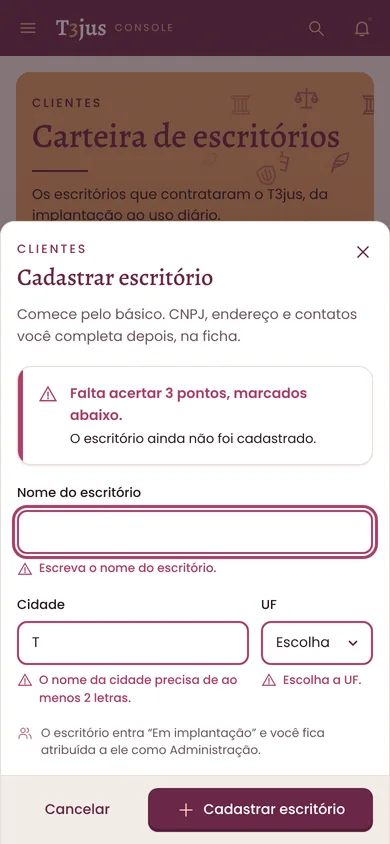 T3jus CONSOLE
CLIENTES
Carteira de escritórios
Os escritórios que contrataram o T3jus, da
implantação ao uso diário.
CLIENTES
Cadastrar escritório
Comece pelo básico. CNPJ, endereço e contatos
você completa depois, na ficha.
Falta acertar 3 pontos, marcados
abaixo.
O escritório ainda não foi cadastrado.
Nome do escritório
Escreva o nome do escritório.
Cidade
UF
T
Escolha
O nome da cidade precisa de ao
menos 2 letras.
Escolha a UF.
O escritório entra “Em implantação” e você fica
atribuída a ele como Administração.
Cancelar
Cadastrar escritório